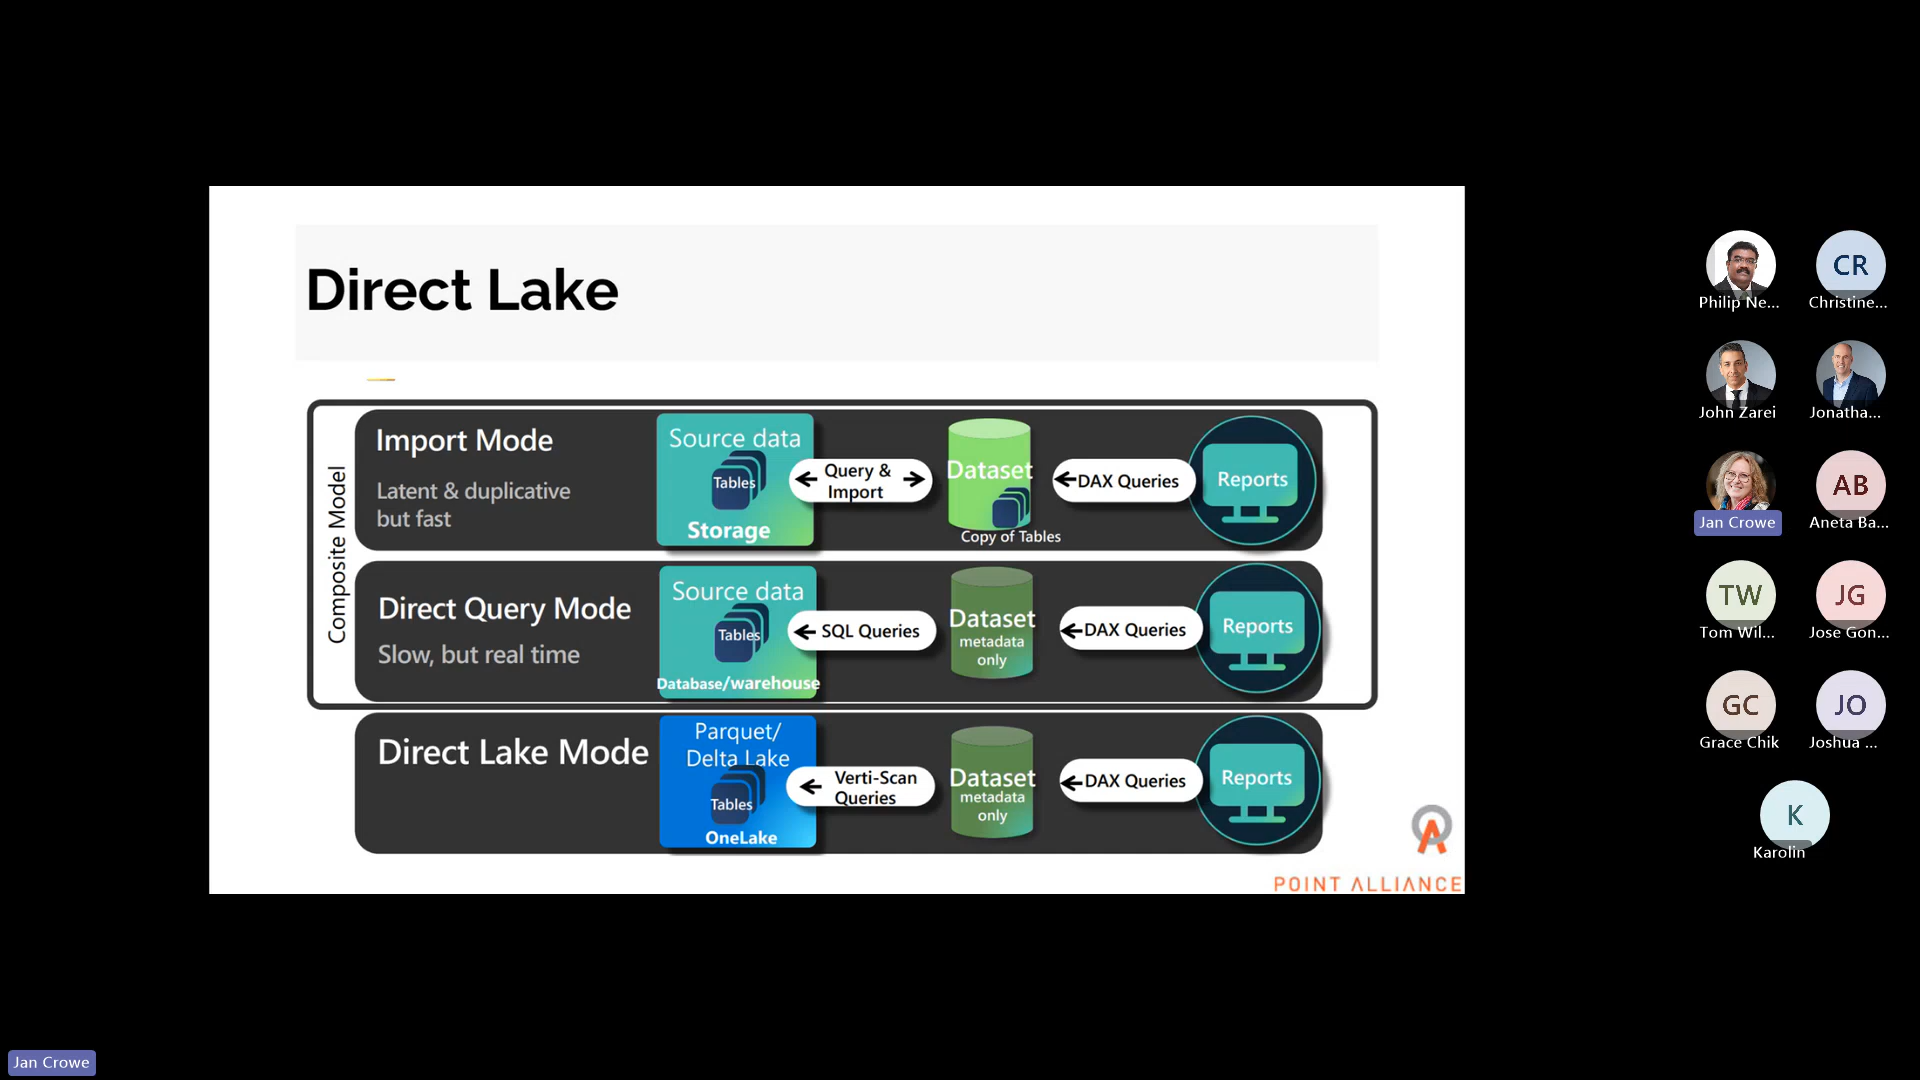 Direct Lake
Composite Model
Import Mode
Latent & duplicative
but fast
Source data
Tables
Storage
Query &
Import
Dataset
Copy of Tables
DAX Queries
Reports
Direct Query Mode
Slow, but real time
Source data
Tables
Database/warehouse
SQL Queries
Dataset
metadata
only
DAX Queries
Reports
Direct Lake Mode
Parquet/
Delta Lake
Tables
OneLake
Verti-Scan
Queries
Dataset
metadata
only
DAX Queries
Reports
POINT ALLIANCE
Philip Ne...
CR
Christine...
John Zarei
Jonatha...
Jan Crowe
AB
Aneta Ba...
TW
Tom Wil...
JG
Jose Gon...
GC
Grace Chik
JO
Joshua ...
K
Karolin
Jan Crowe